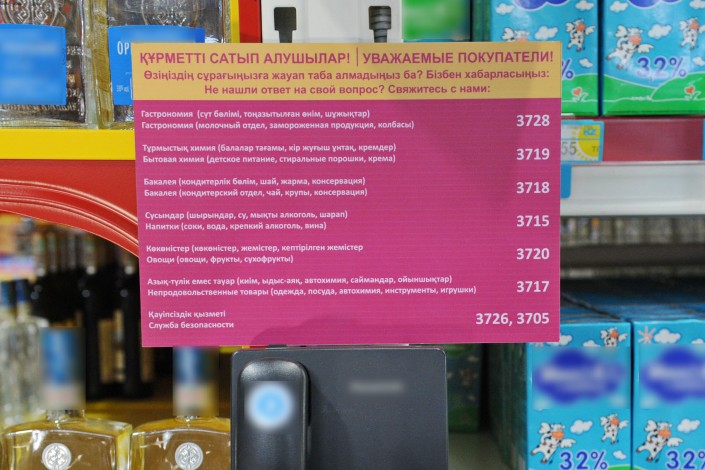 ҚҰРМЕТТІ САТЫП АЛУШЫЛАР! | УВАЖАЕМЫЕ ПОКУПАТЕЛИ!
Өзіңіздің сұрағыңызға жауап таба алмадыңыз ба? Бізбен хабарласыңыз:
Не нашли ответ на свой вопрос? Свяжитесь с нами:
Гастрономия (сүт бөлімі, тоңазытылған өнім, шұжықтар)
Гастрономия (молочный отдел, замороженная продукция, колбасы)
3728
Тұрмыстық химия (балалар тағамы, кір жуғыш ұнтақ, кремдер)
Бытовая химия (детское питание, стиральные порошки, крема)
3719
Бакалея (кондитерлік бөлім, шай, жарма, консервация)
Бакалея (кондитерский отдел, чай, крупы, консервация)
3718
Сусындар (шырындар, су, мықты алкоголь, шарап)
Напитки (соки, вода, крепкий алкоголь, вина)
3715
Көкөністер (көкөністер, жемістер, кептірілген жемістер
Овощи (овощи, фрукты, сухофрукты)
3720
Азық-түлік емес тауар (киім, ыдыс-аяқ, автохимия, саймандар, ойыншықтар)
Непродовольственные товары (одежда, посуда, автохимия, инструменты, игрушки)
3717
Қауіпсіздік қызметі
Служба безопасности
3726, 3705
3,2%
3,2%
55
32%
32%